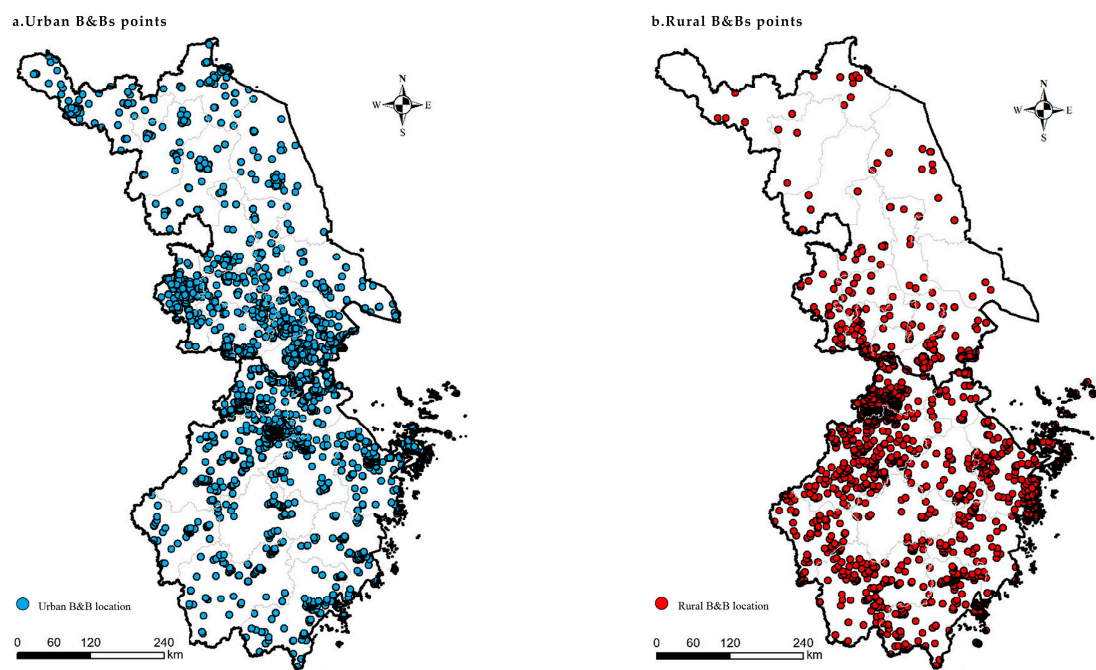 a.Urban B&Bs points
b.Rural B&Bs points
N
W E
S
N
W E
S
Urban B&B location
Rural B&B location
0 60 120 240
km
0 60 120 240
km